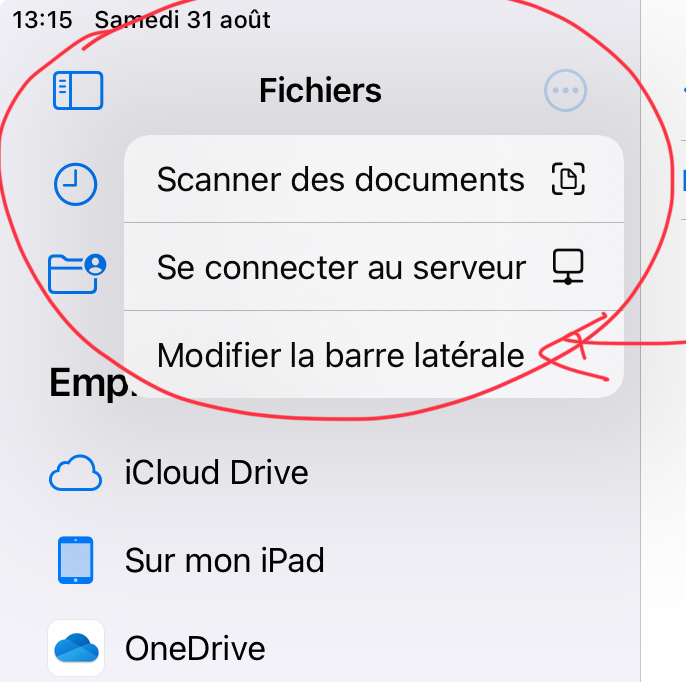 13:15 Samedi 31 août
Fichiers
Scanner des documents
Se connecter au serveur
Modifier la barre latérale
Emp
iCloud Drive
Sur mon iPad
OneDrive